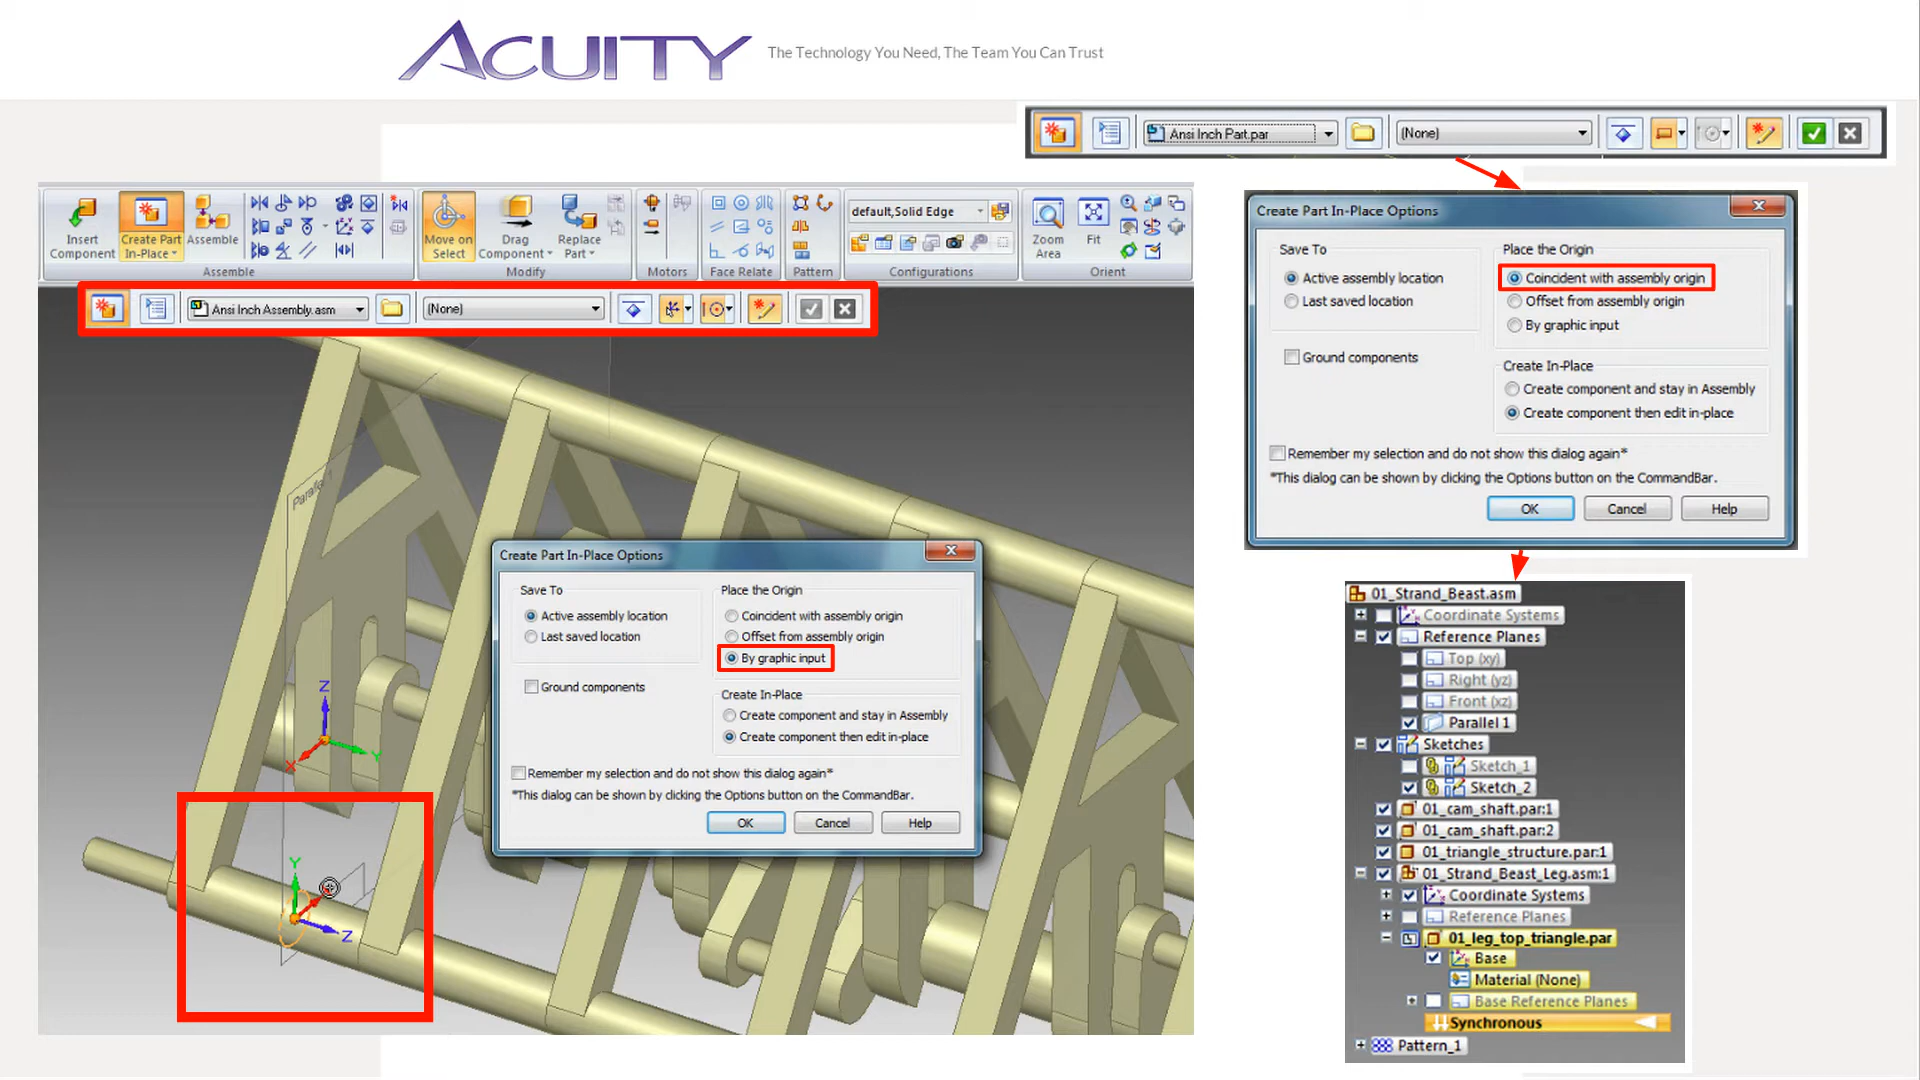 ACUITY
The Technology You Need, The Team You Can Trust
Ansi Inch Part.par
(None)
Insert Component
Create Part In-Place
Assemble
Assemble
Move on Select
Drag Component
Replace Part
Modify
Motors
Face Relate
Pattern
default,Solid Edge
Configurations
Zoom Area
Fit
Orient
Ansi Inch Assembly.asm
(None)
Parallel 1
Z
Y
X
Y
Z
Create Part In-Place Options
Save To
Active assembly location
Last saved location
Ground components
Place the Origin
Coincident with assembly origin
Offset from assembly origin
By graphic input
Create In-Place
Create component and stay in Assembly
Create component then edit in-place
Remember my selection and do not show this dialog again*
*This dialog can be shown by clicking the Options button on the CommandBar.
OK
Cancel
Help
Create Part In-Place Options
Save To
Active assembly location
Last saved location
Ground components
Place the Origin
Coincident with assembly origin
Offset from assembly origin
By graphic input
Create In-Place
Create component and stay in Assembly
Create component then edit in-place
Remember my selection and do not show this dialog again*
*This dialog can be shown by clicking the Options button on the CommandBar.
OK
Cancel
Help
01_Strand_Beast.asm
Coordinate Systems
Reference Planes
Top (xy)
Right (yz)
Front (xz)
Parallel 1
Sketches
Sketch_1
Sketch_2
01_cam_shaft.par:1
01_cam_shaft.par:2
01_triangle_structure.par:1
01_Strand_Beast_Leg.asm:1
Coordinate Systems
Reference Planes
01_leg_top_triangle.par
Base
Material (None)
Base Reference Planes
Synchronous
Pattern_1